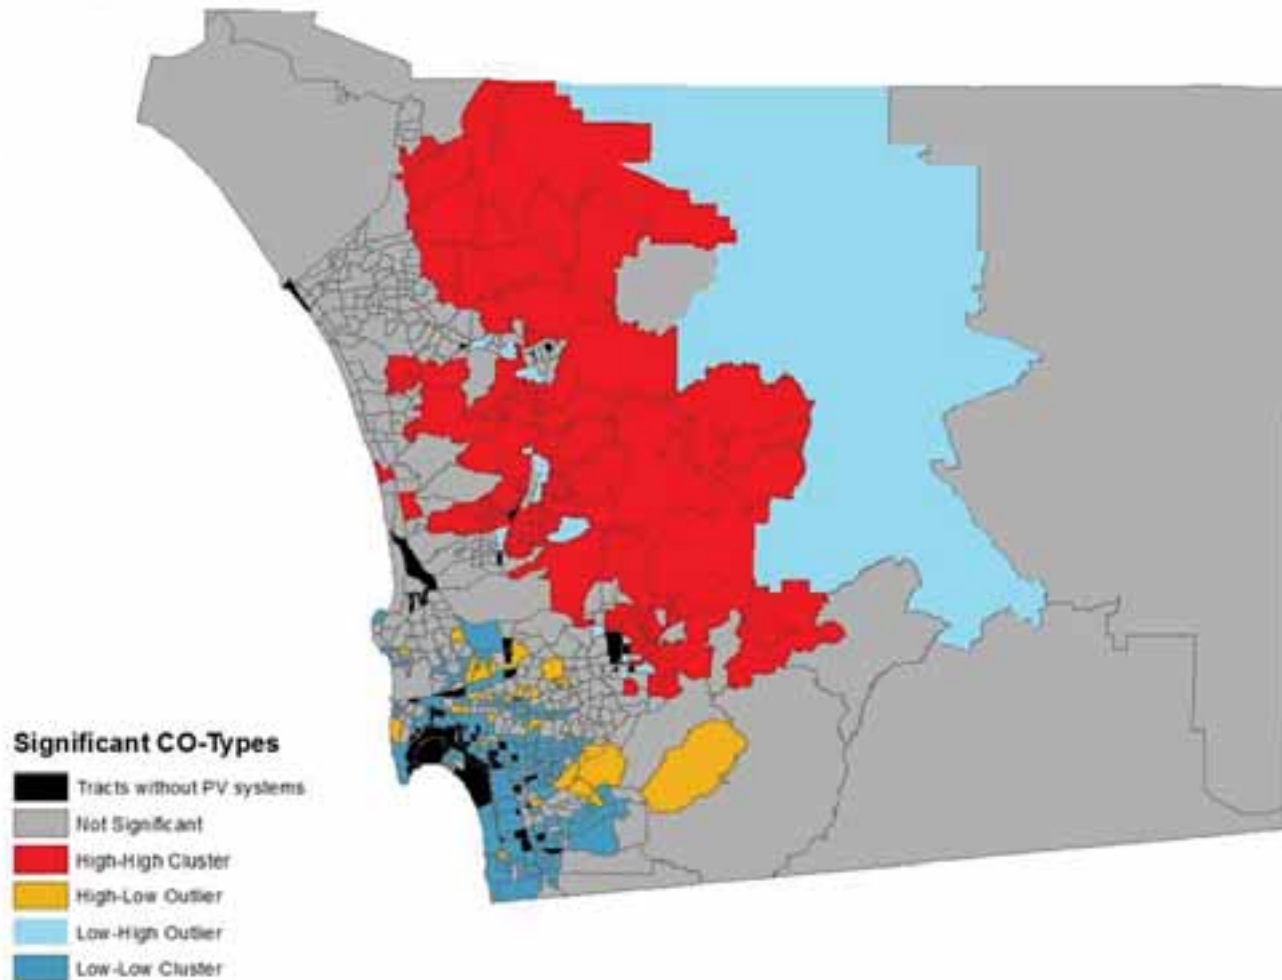 Significant CO-Types
Tracts without PV systems
Not Significant
High-High Cluster
High-Low Outlier
Low-High Outlier
Low-Low Cluster